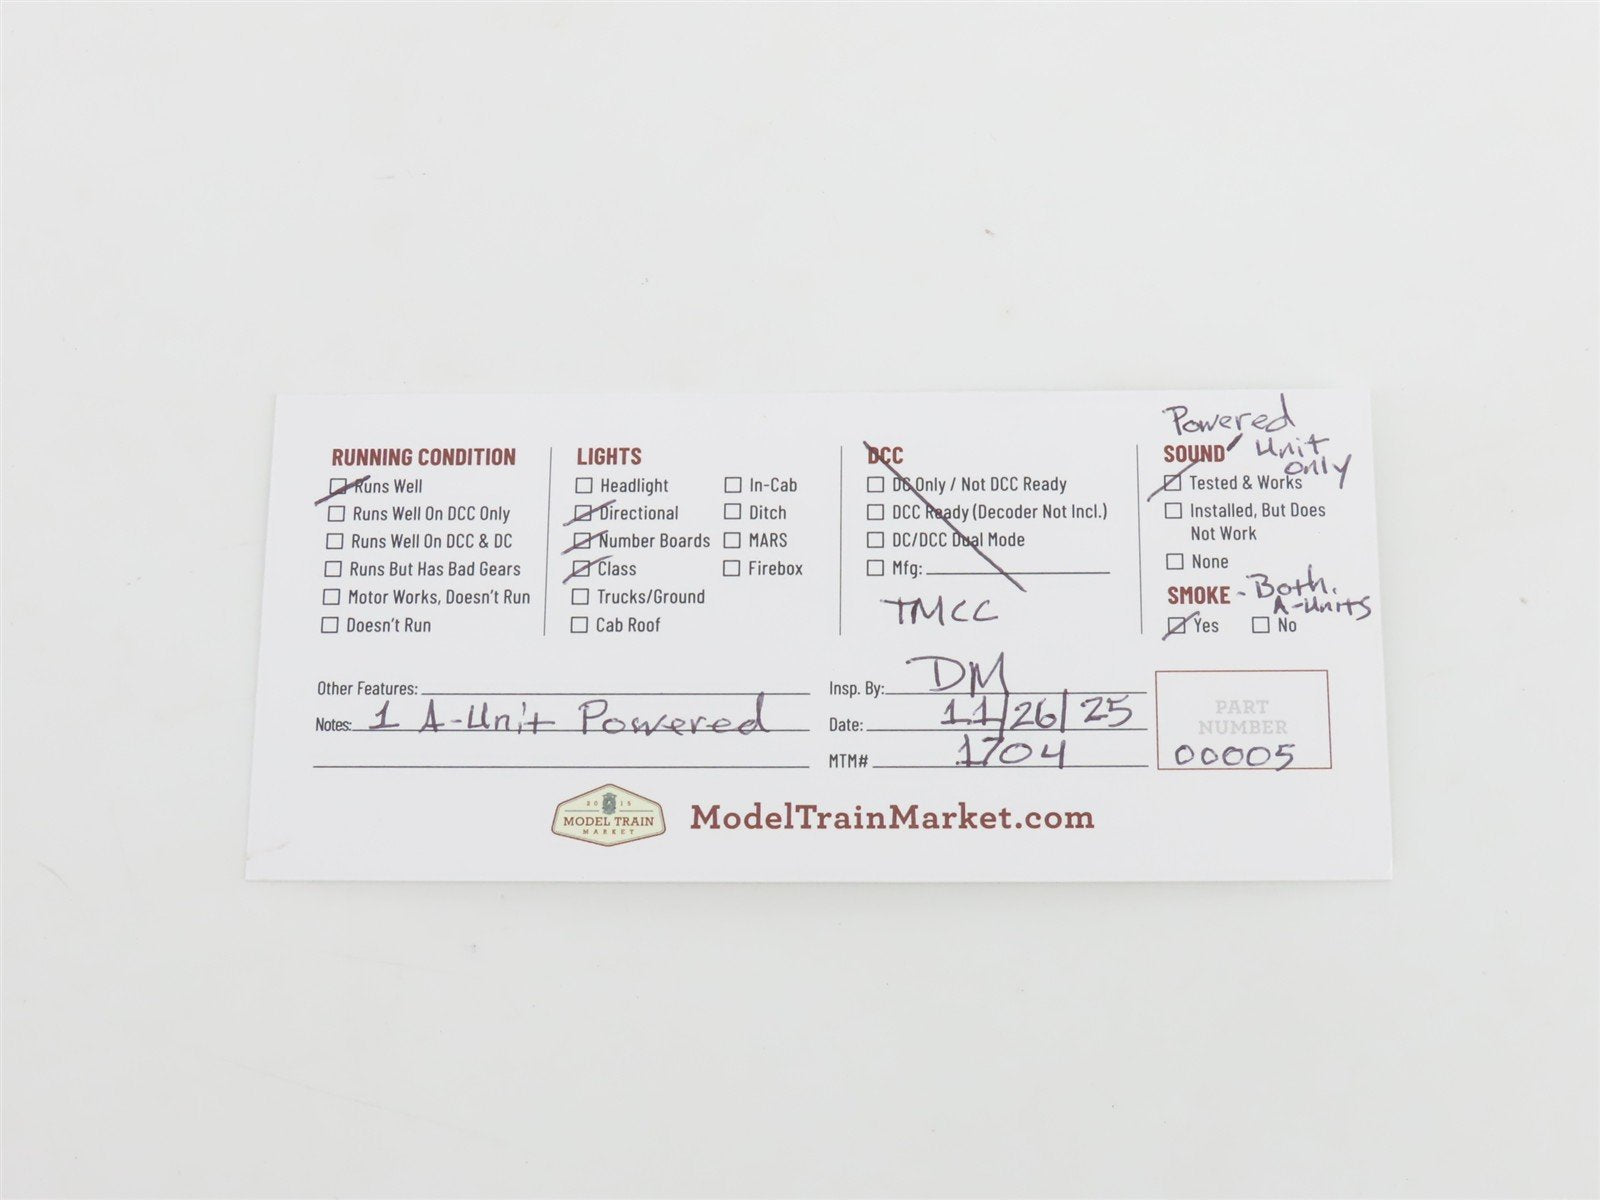 RUNNING CONDITION
Runs Well
Runs Well On DCC Only
Runs Well On DCC & DC
Runs But Has Bad Gears
Motor Works, Doesn't Run
Doesn't Run
LIGHTS
Headlight
Directional
Number Boards
Class
Trucks/Ground
Cab Roof
In-Cab
Ditch
MARS
Firebox
DCC
DC Only / Not DCC Ready
DCC Ready (Decoder Not Incl.)
DC/DCC Dual Mode
Mfg:
TMCC
Powered
Unit
only
SOUND
Tested & Works
Installed, But Does
Not Work
None
SMOKE - Both
A-Units
Yes No
Other Features:
Notes: 1 A-Unit Powered
Insp. By: DM
Date: 11/26/25
MTM# 1704
PART
NUMBER
00005
2015
MODEL TRAIN
MARKET
ModelTrainMarket.com